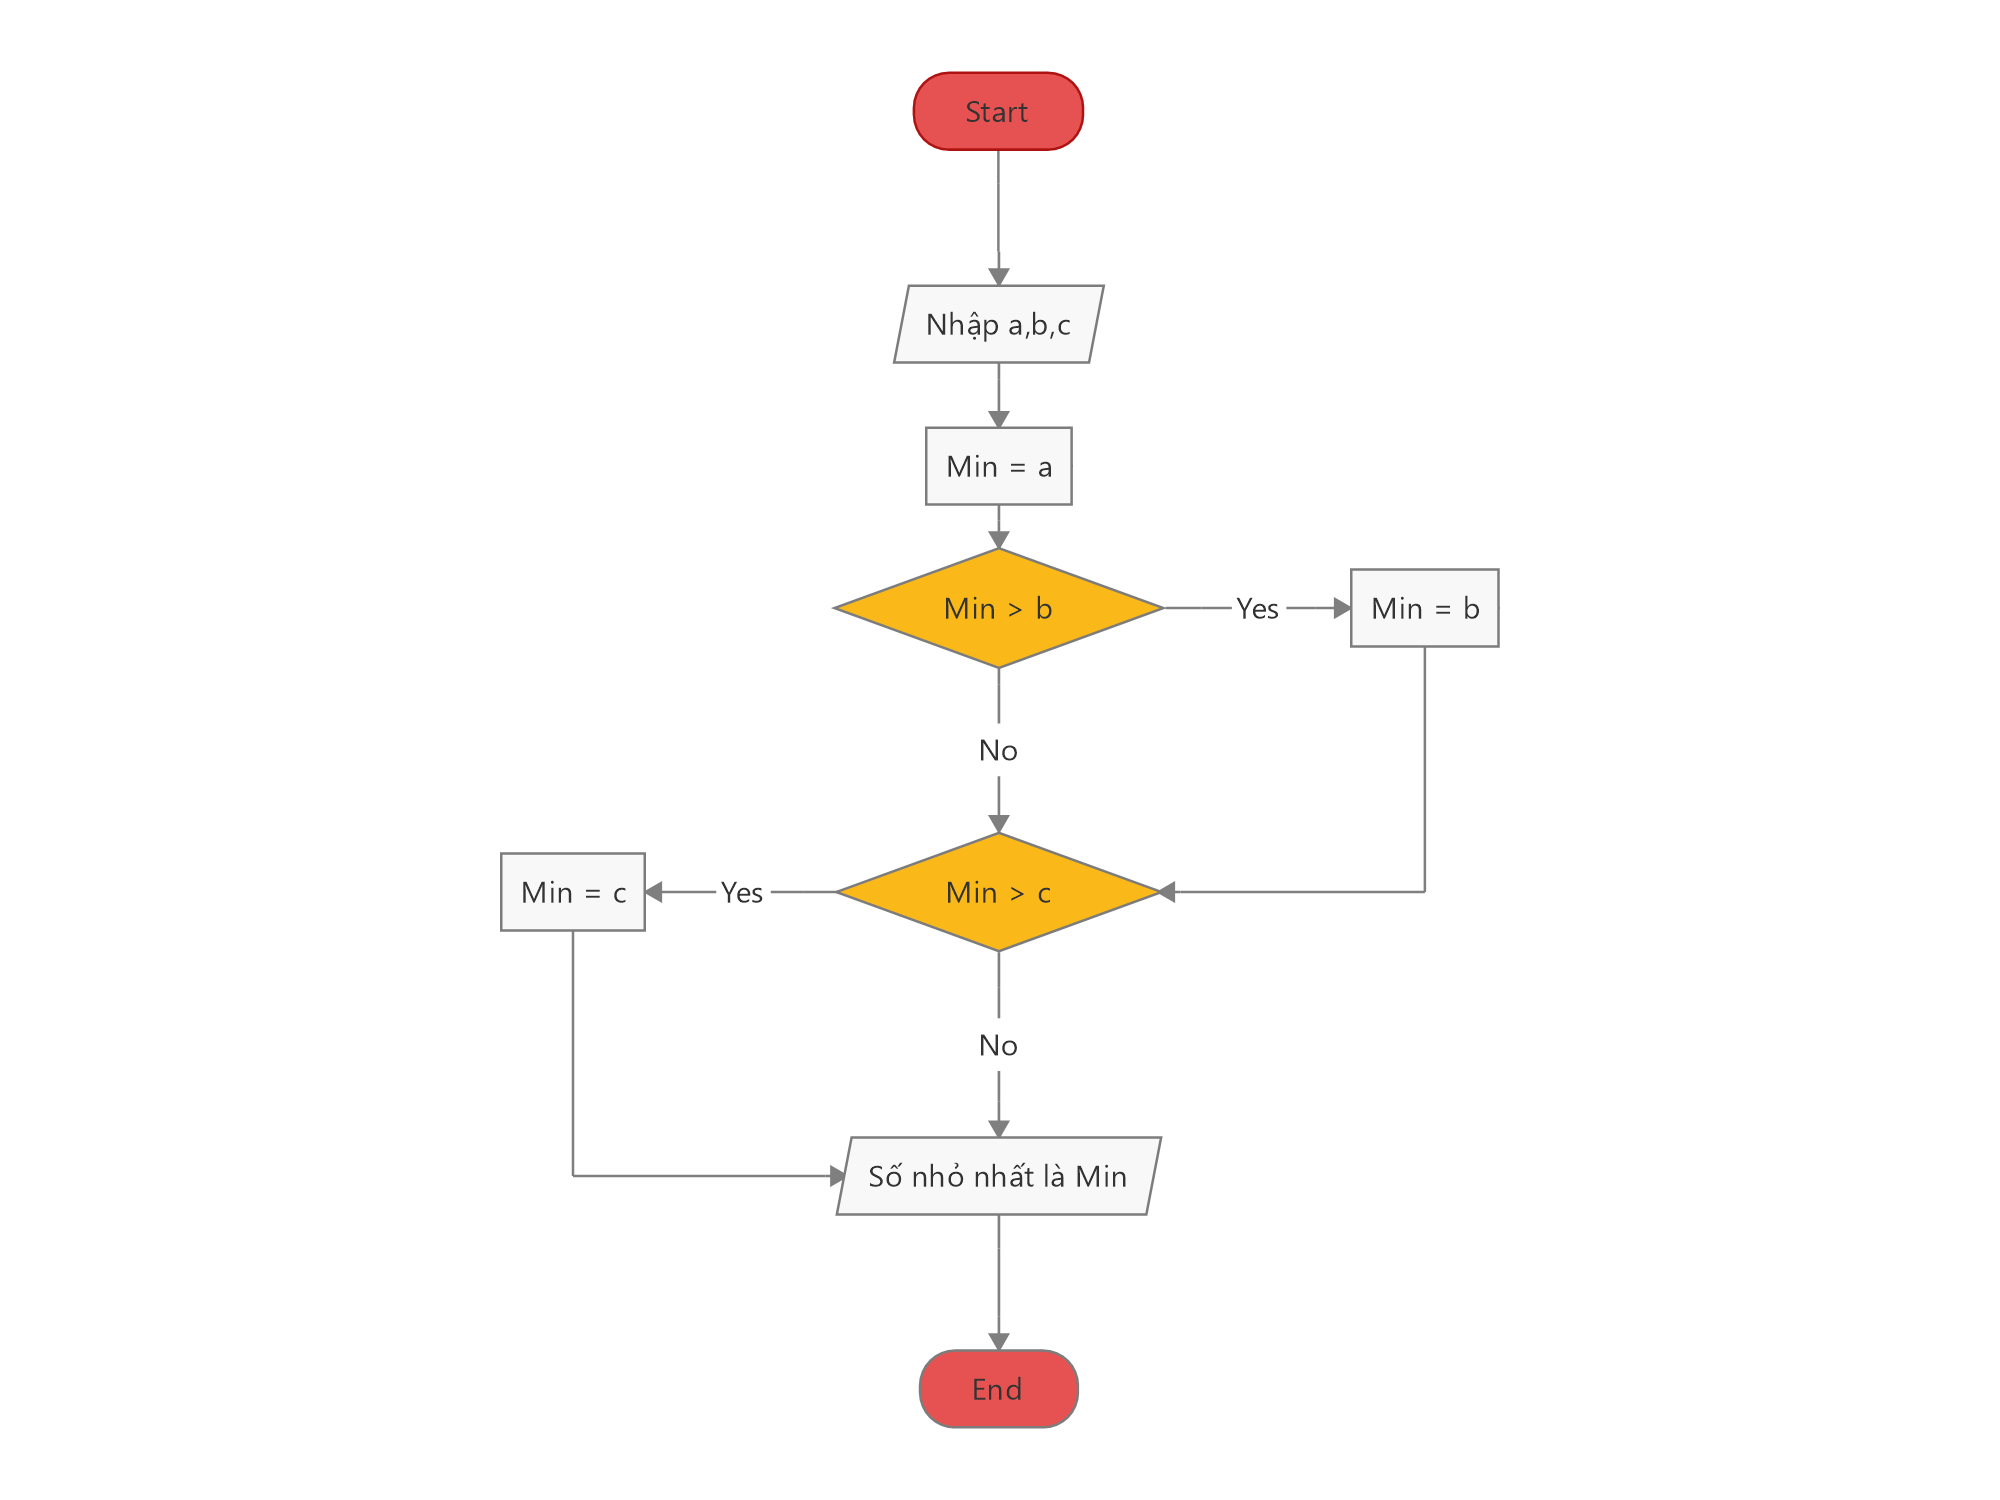 Start
Nhập a,b,c
Min = a
Min > b
Yes
Min = b
No
Min = c
Yes
Min > c
No
Số nhỏ nhất là Min
End